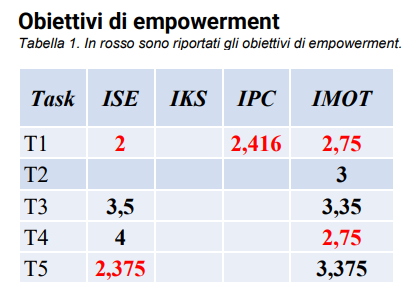 Obiettivi di empowerment
Tabella 1. In rosso sono riportati gli obiettivi di empowerment.
Task ISE IKS IPC IMOT
T1 2 2,416 2,75
T2 3
T3 3,5 3,35
T4 4 2,75
T5 2,375 3,375